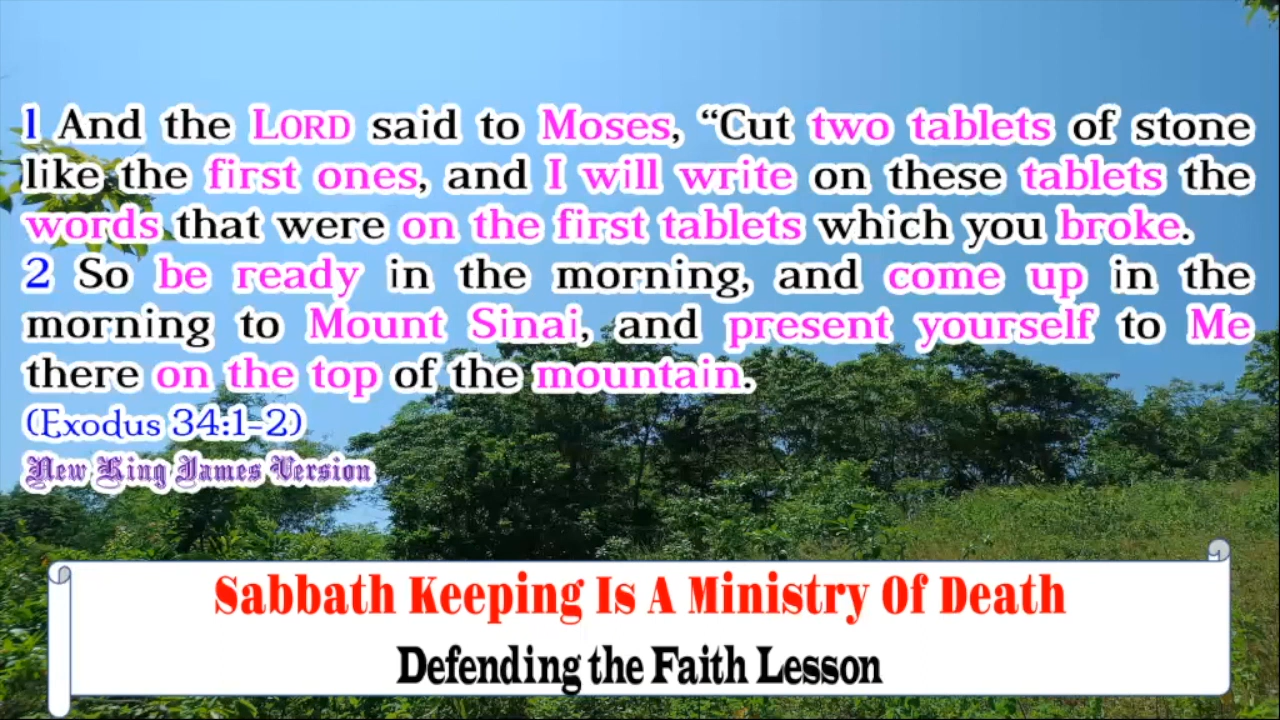 1 And the LORD said to Moses, “Cut two tablets of stone
like the first ones, and I will write on these tablets the
words that were on the first tablets which you broke.
2 So be ready in the morning, and come up in the
morning to Mount Sinai, and present yourself to Me
there on the top of the mountain.
(Exodus 34:1-2)
New King James Version
Sabbath Keeping Is A Ministry Of Death
Defending the Faith Lesson